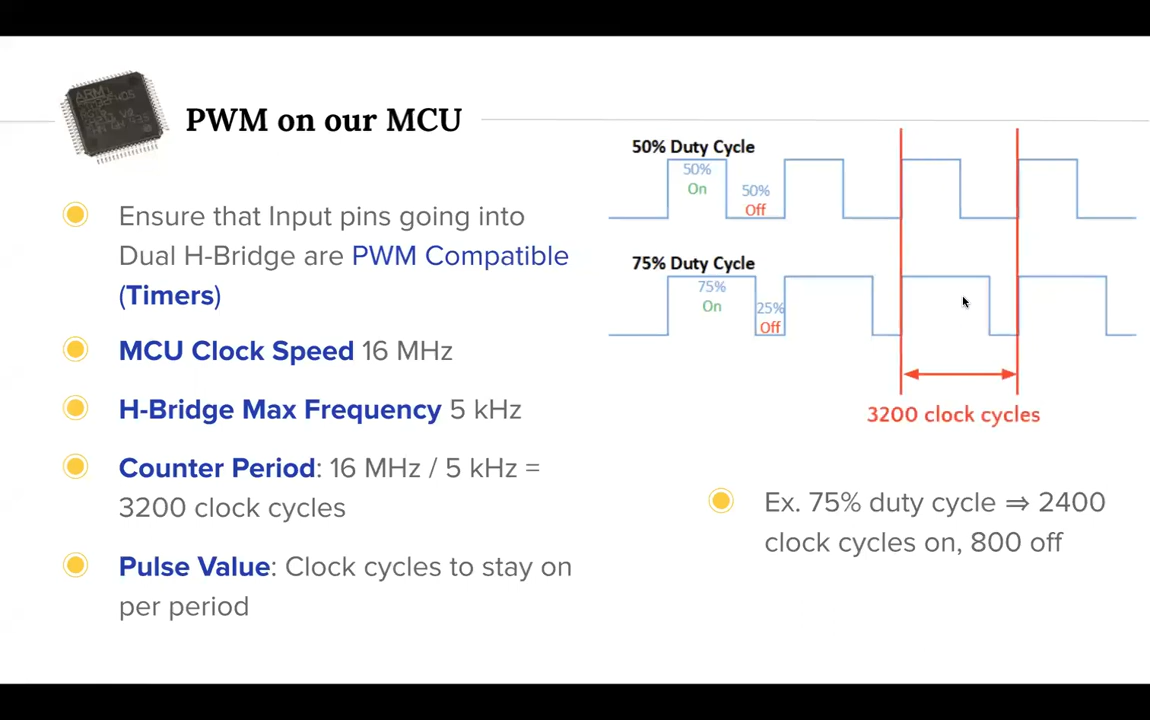 PWM on our MCU
Ensure that Input pins going into
Dual H-Bridge are PWM Compatible
(Timers)
MCU Clock Speed 16 MHz
H-Bridge Max Frequency 5 kHz
Counter Period: 16 MHz / 5 kHz =
3200 clock cycles
Pulse Value: Clock cycles to stay on
per period
50% Duty Cycle
50%
On
50%
Off
75% Duty Cycle
75%
On
25%
Off
3200 clock cycles
Ex. 75% duty cycle ⇒ 2400
clock cycles on, 800 off
ARM